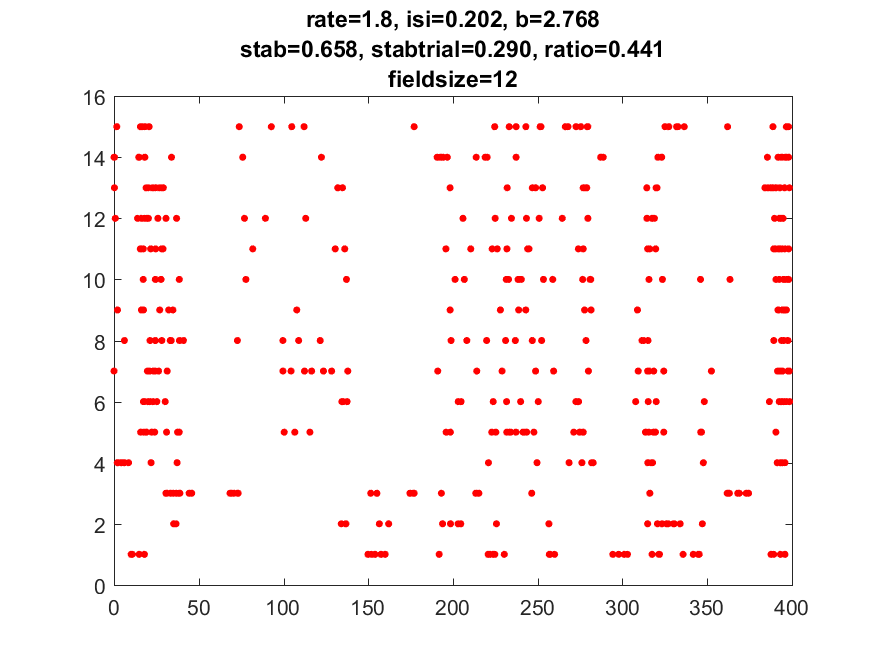 rate=1.8, isi=0.202, b=2.768
stab=0.658, stabtrial=0.290, ratio=0.441
fieldsize=12
16
14
12
10
8
6
4
2
0
0 50 100 150 200 250 300 350 400